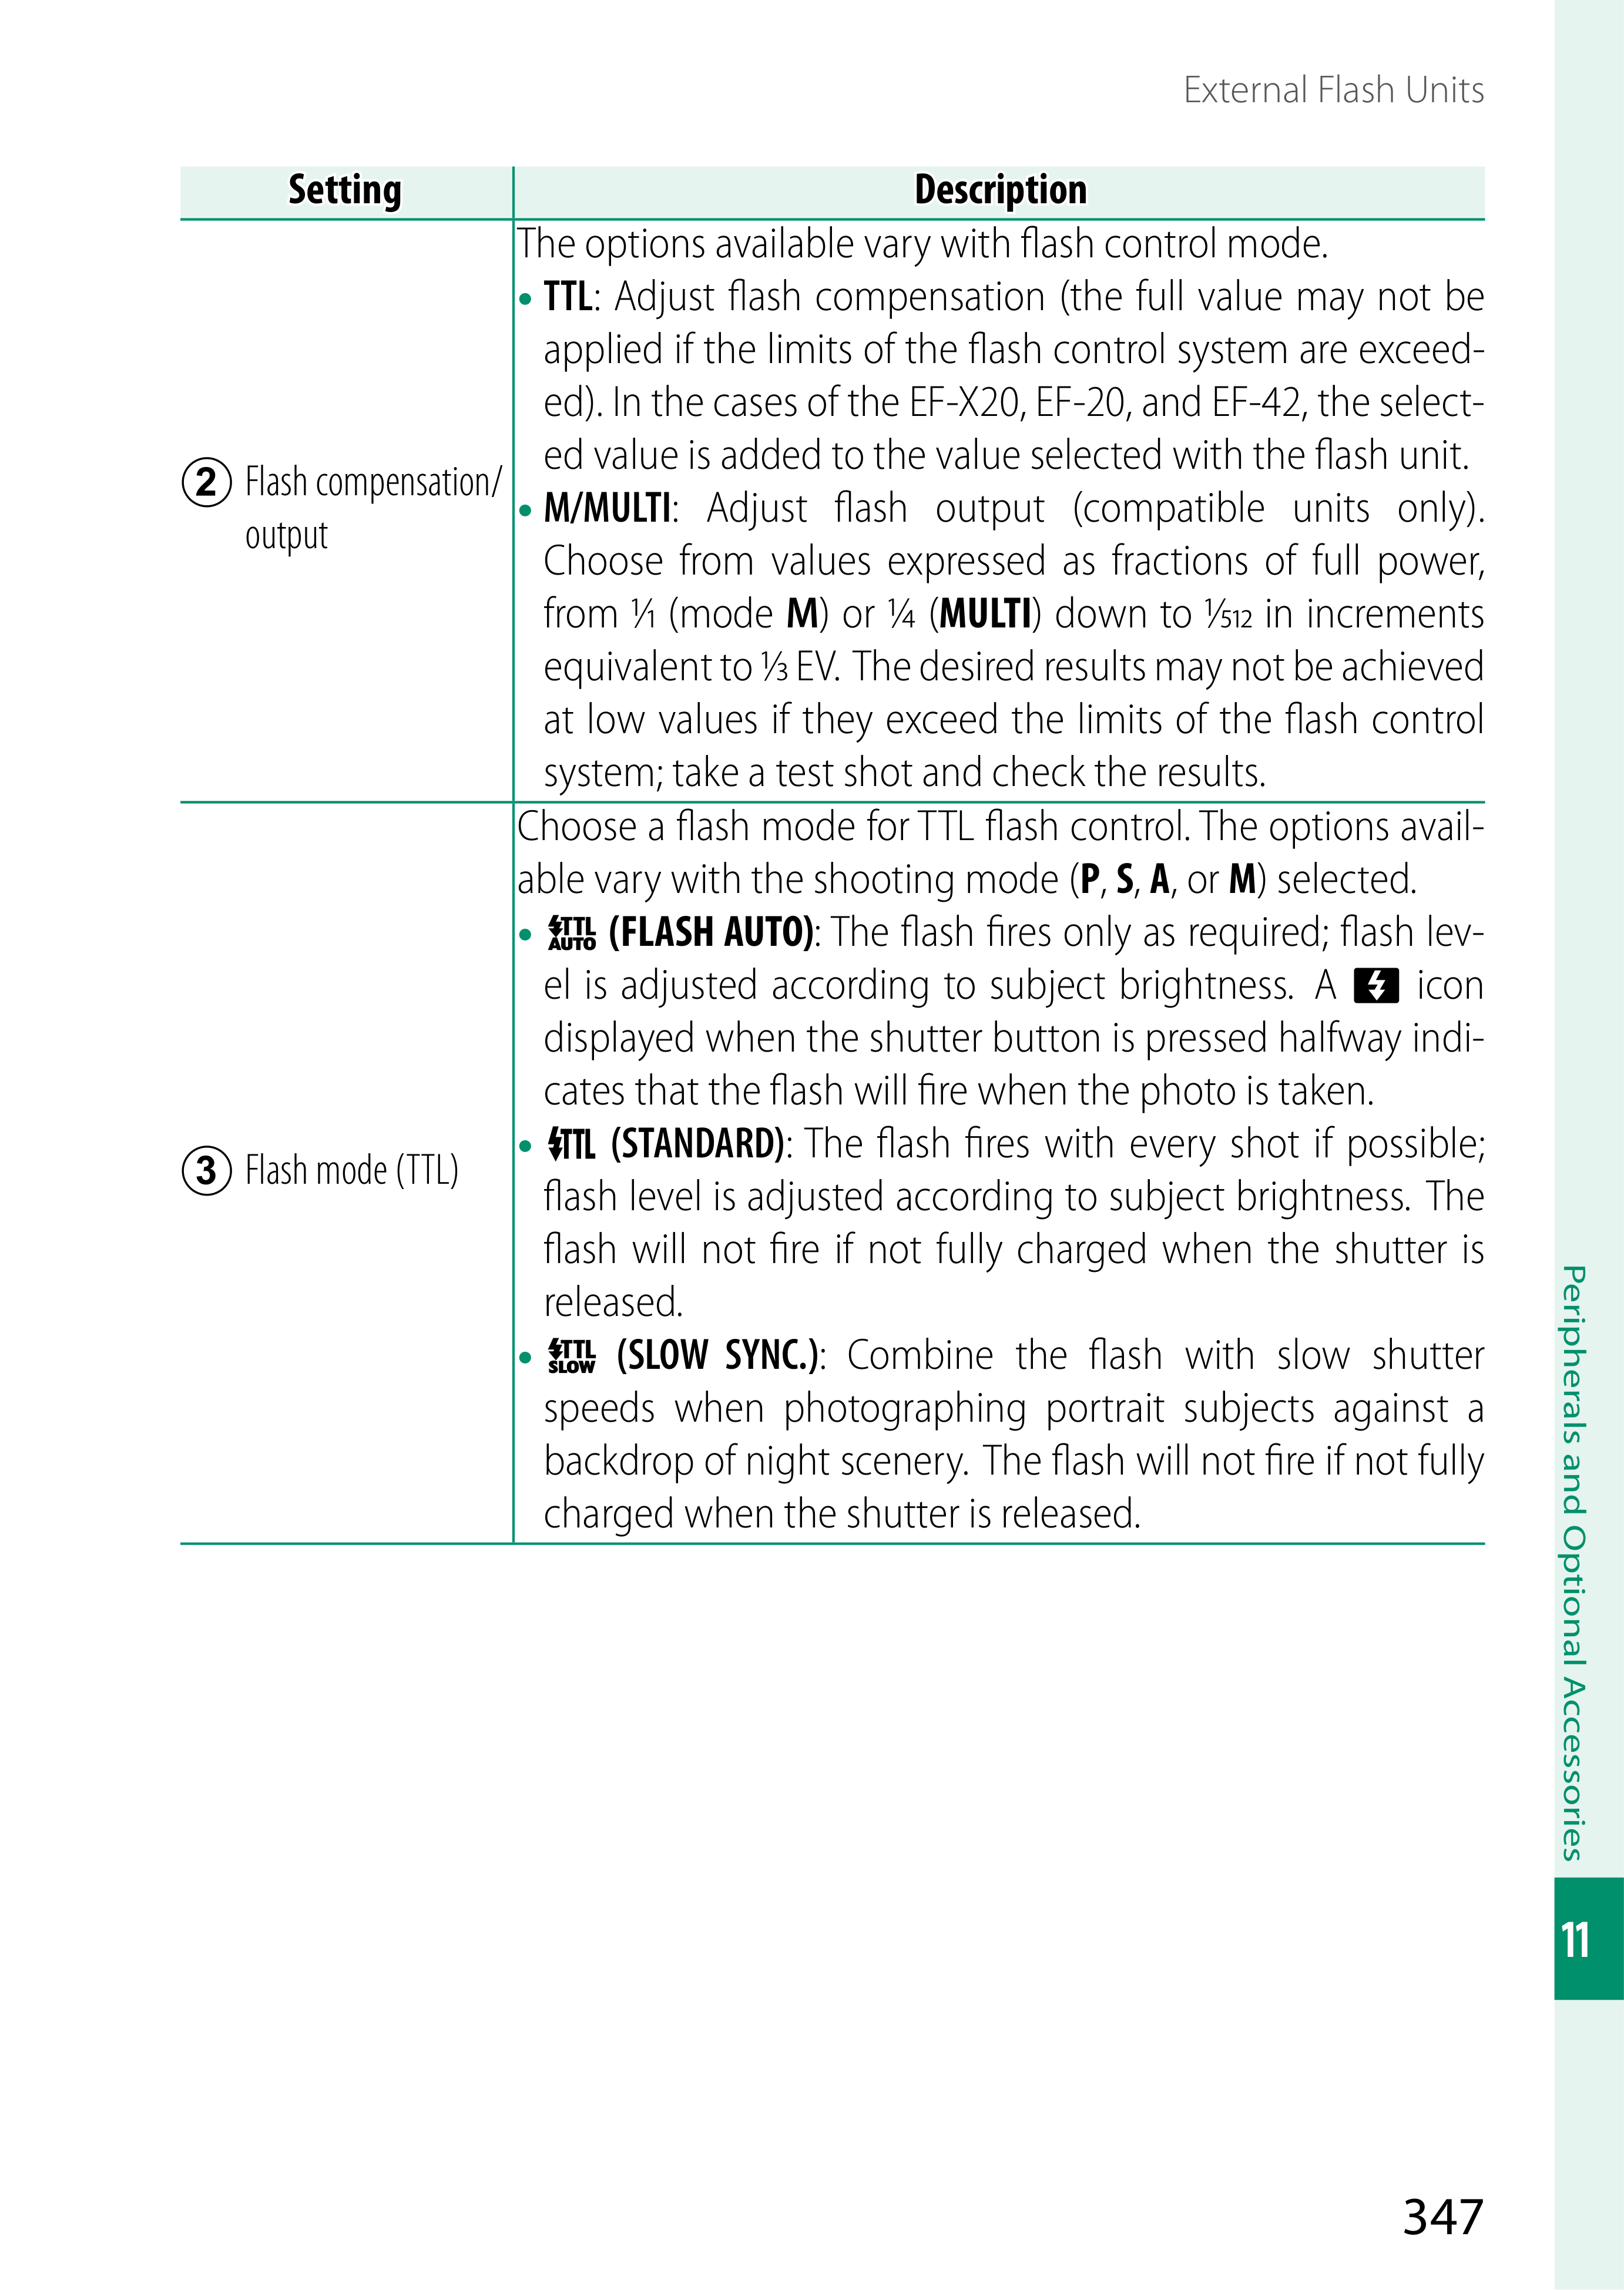 External Flash Units
Setting
Description
② Flash compensation/
output
The options available vary with flash control mode.
• TTL: Adjust flash compensation (the full value may not be
applied if the limits of the flash control system are exceed-
ed). In the cases of the EF-X20, EF-20, and EF-42, the select-
ed value is added to the value selected with the flash unit.
• M/MULTI: Adjust flash output (compatible units only).
Choose from values expressed as fractions of full power,
from 1⁄1 (mode M) or 1⁄4 (MULTI) down to 1⁄512 in increments
equivalent to 1⁄3 EV. The desired results may not be achieved
at low values if they exceed the limits of the flash control
system; take a test shot and check the results.
③ Flash mode (TTL)
Choose a flash mode for TTL flash control. The options avail-
able vary with the shooting mode (P, S, A, or M) selected.
• TTL AUTO (FLASH AUTO): The flash fires only as required; flash lev-
el is adjusted according to subject brightness. A icon
displayed when the shutter button is pressed halfway indi-
cates that the flash will fire when the photo is taken.
• TTL (STANDARD): The flash fires with every shot if possible;
flash level is adjusted according to subject brightness. The
flash will not fire if not fully charged when the shutter is
released.
• TTL SLOW (SLOW SYNC.): Combine the flash with slow shutter
speeds when photographing portrait subjects against a
backdrop of night scenery. The flash will not fire if not fully
charged when the shutter is released.
Peripherals and Optional Accessories
11
347